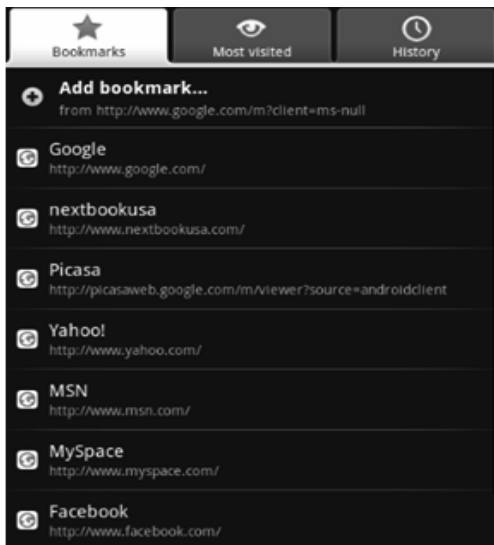 Bookmarks
Most visited
History
Add bookmark...
from http://www.google.com/m?client=ms-null
Google
http://www.google.com/
nextbookusa
http://www.nextbookusa.com/
Picasa
http://picasaweb.google.com/m/viewer?source=androidclient
Yahoo!
http://www.yahoo.com/
MSN
http://www.msn.com/
MySpace
http://www.myspace.com/
Facebook
http://www.facebook.com/